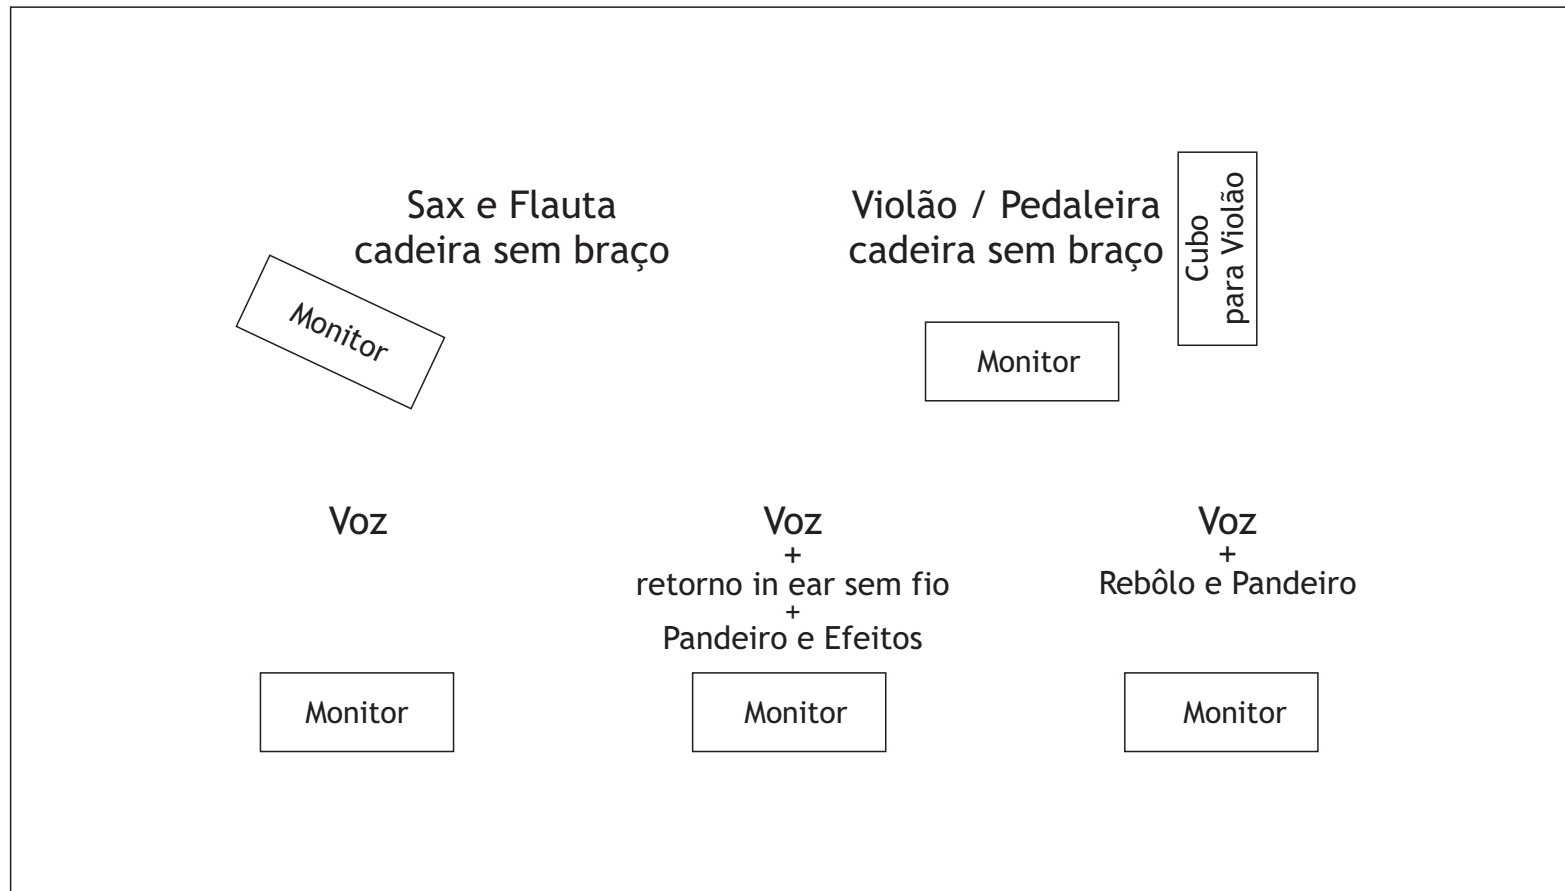 Sax e Flauta
cadeira sem braço
Monitor
Violão / Pedaleira
cadeira sem braço
Cubo
para Violão
Monitor
Voz
Monitor
Voz
+
retorno in ear sem fio
+
Pandeiro e Efeitos
Monitor
Voz
+
Rebôlo e Pandeiro
Monitor